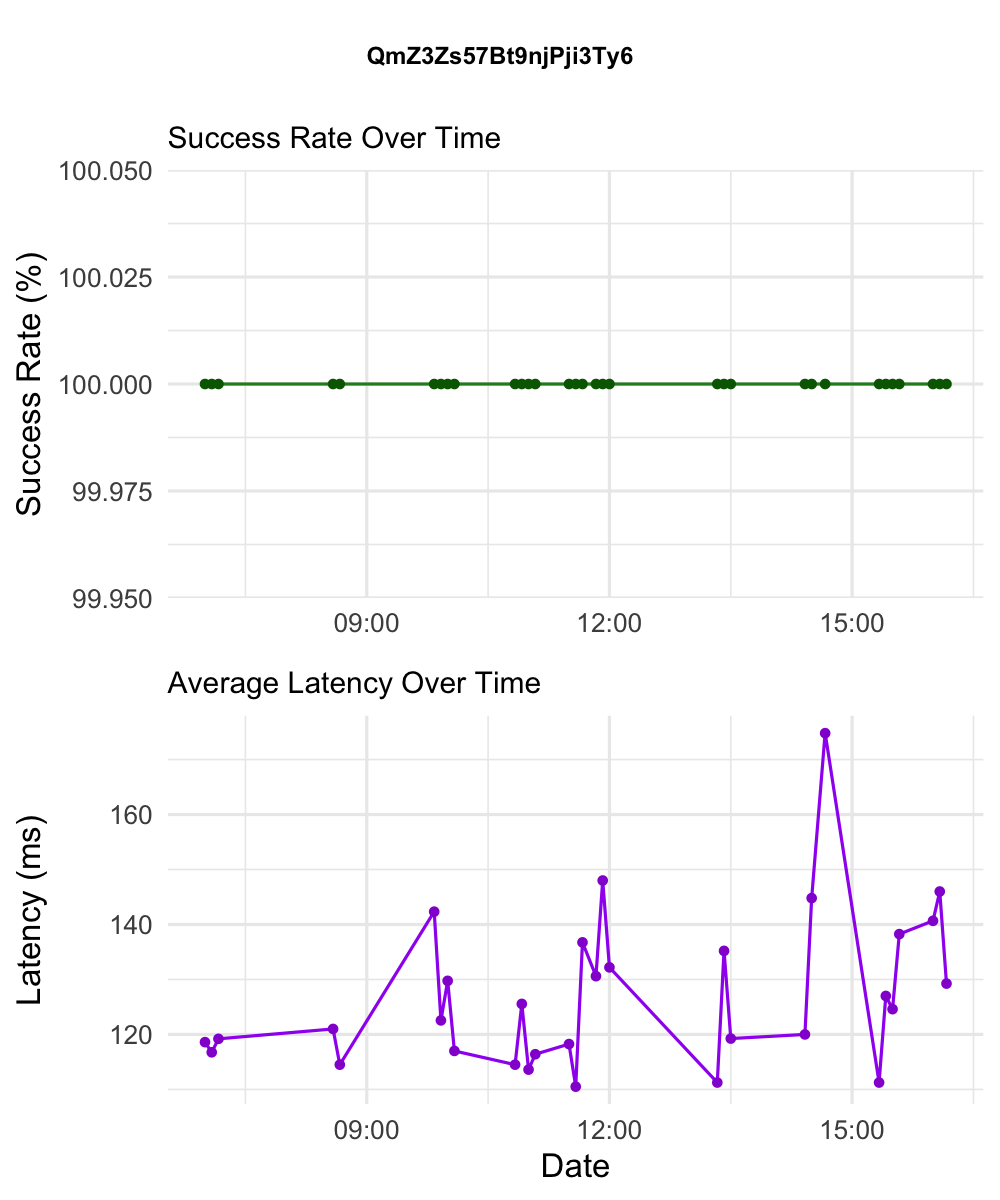 QmZ3Zs57Bt9njPji3Ty6
Success Rate Over Time
Success Rate (%)
100.050
100.025
100.000
99.975
99.950
09:00 12:00 15:00
Average Latency Over Time
Latency (ms)
160
140
120
09:00 12:00 15:00
Date